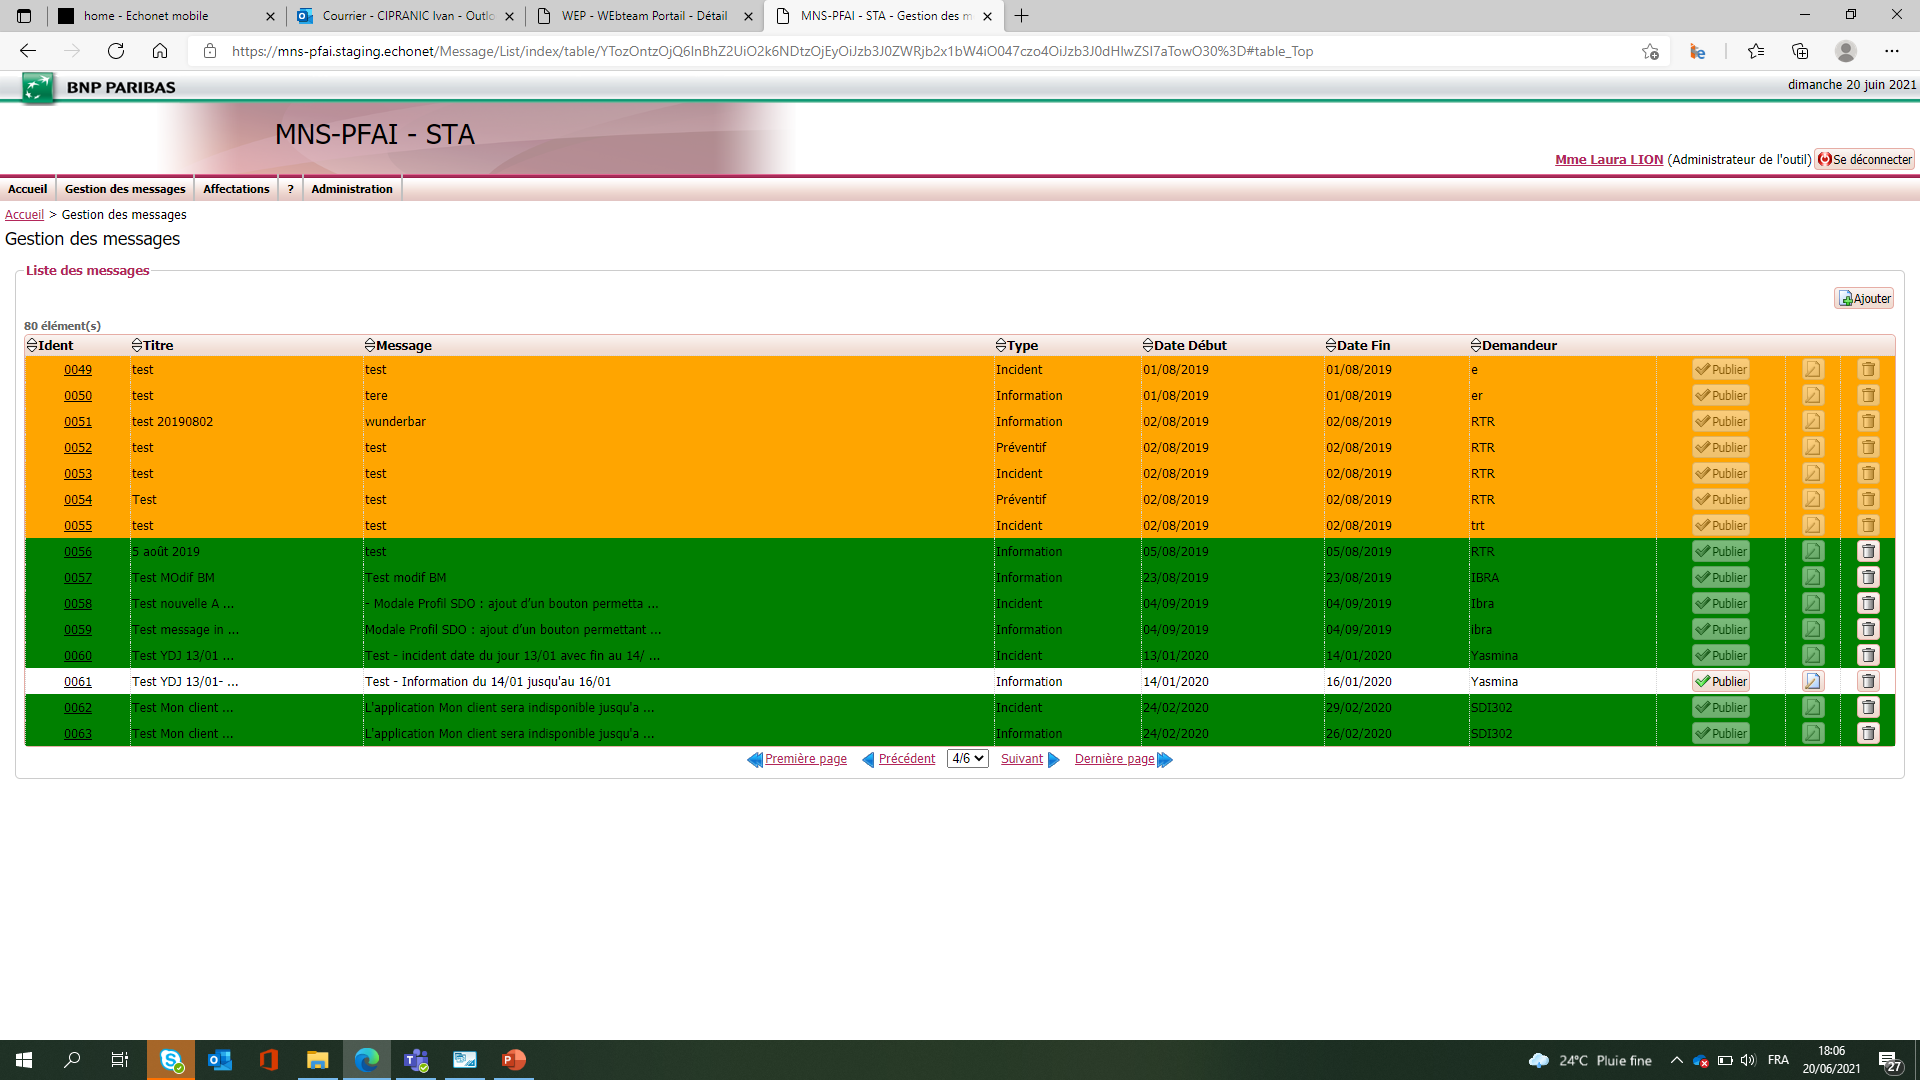 home - Echonet mobile
Courrier - CIPRANIC Ivan - Outlo
WEP - WEbteam Portail - Détail
MNS-PFAI - STA - Gestion des m
https://mns-pfai.staging.echonet/Message/List/index/table/YTozOntzOjQ6InBhZ2UiO2k6NDtzOjEyOiJzb3J0ZWRjb2x1bW4iO047czo4OiJzb3J0dHlwZSI7aTowO30%3D#table_Top
BNP PARIBAS
dimanche 20 juin 2021
MNS-PFAI - STA
Mme Laura LION (Administrateur de l'outil) Se déconnecter
Accueil Gestion des messages Affectations ? Administration
Accueil > Gestion des messages
Gestion des messages
Liste des messages
Ajouter
80 élément(s)
Ident Titre Message Type Date Début Date Fin Demandeur
0049 test test Incident 01/08/2019 01/08/2019 e Publier
0050 test tere Information 01/08/2019 01/08/2019 er Publier
0051 test 20190802 wunderbar Information 02/08/2019 02/08/2019 RTR Publier
0052 test test Préventif 02/08/2019 02/08/2019 RTR Publier
0053 test test Incident 02/08/2019 02/08/2019 RTR Publier
0054 Test test Préventif 02/08/2019 02/08/2019 RTR Publier
0055 test test Incident 02/08/2019 02/08/2019 trt Publier
0056 5 août 2019 test Information 05/08/2019 05/08/2019 RTR Publier
0057 Test MOdif BM Test modif BM Information 23/08/2019 23/08/2019 IBRA Publier
0058 Test nouvelle A ... - Modale Profil SDO : ajout d'un bouton permetta ... Incident 04/09/2019 04/09/2019 Ibra Publier
0059 Test message in ... Modale Profil SDO : ajout d'un bouton permettant ... Information 04/09/2019 04/09/2019 ibra Publier
0060 Test YDJ 13/01 ... Test - incident date du jour 13/01 avec fin au 14/ ... Incident 13/01/2020 14/01/2020 Yasmina Publier
0061 Test YDJ 13/01- ... Test - Information du 14/01 jusqu'au 16/01 Information 14/01/2020 16/01/2020 Yasmina Publier
0062 Test Mon client ... L'application Mon client sera indisponible jusqu'a ... Incident 24/02/2020 29/02/2020 SDI302 Publier
0063 Test Mon client ... L'application Mon client sera indisponible jusqu'a ... Information 24/02/2020 26/02/2020 SDI302 Publier
Première page Précédent 4/6 Suivant Dernière page
24°C Pluie fine FRA 18:06
20/06/2021 27